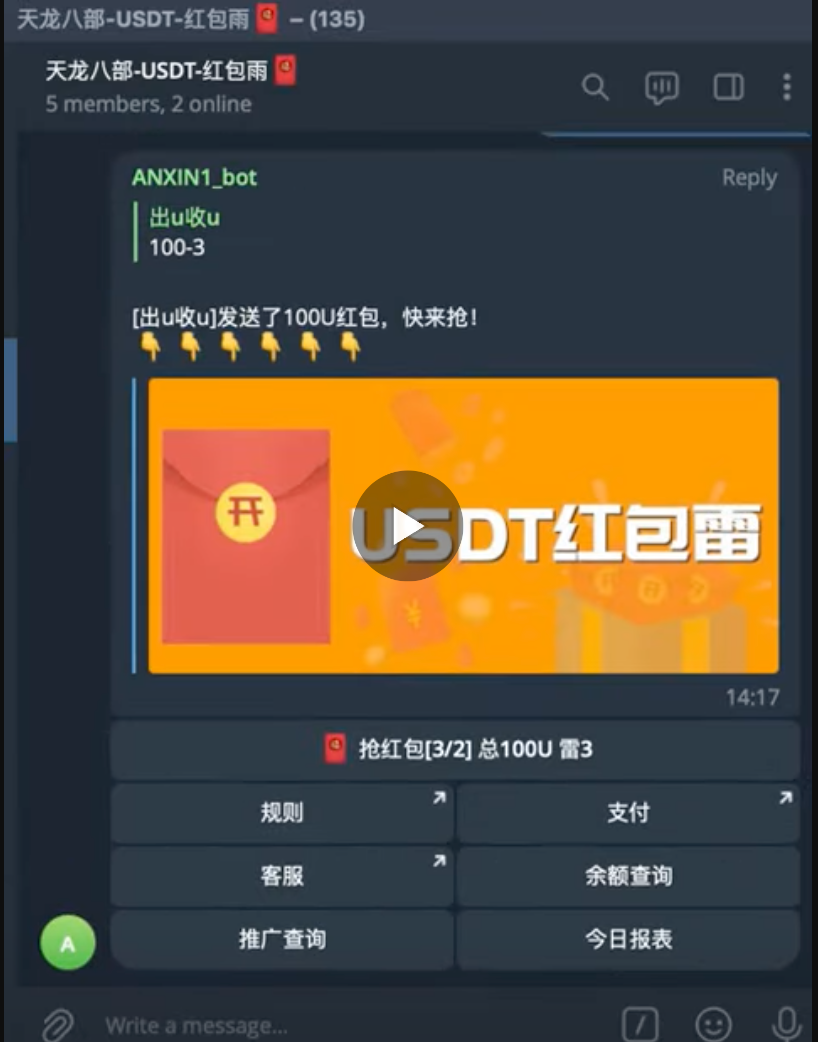 天龙八部-USDT-红包雨🧧 – (135)
天龙八部-USDT-红包雨🧧
5 members, 2 online
ANXIN1_bot
Reply
出u收u
100-3
[出u收u]发送了100U红包，快来抢！
👇👇👇👇👇👇
USDT红包雷
14:17
🧧 抢红包[3/2] 总100U 雷3
规则
支付
客服
余额查询
推广查询
今日报表
A
Write a message...